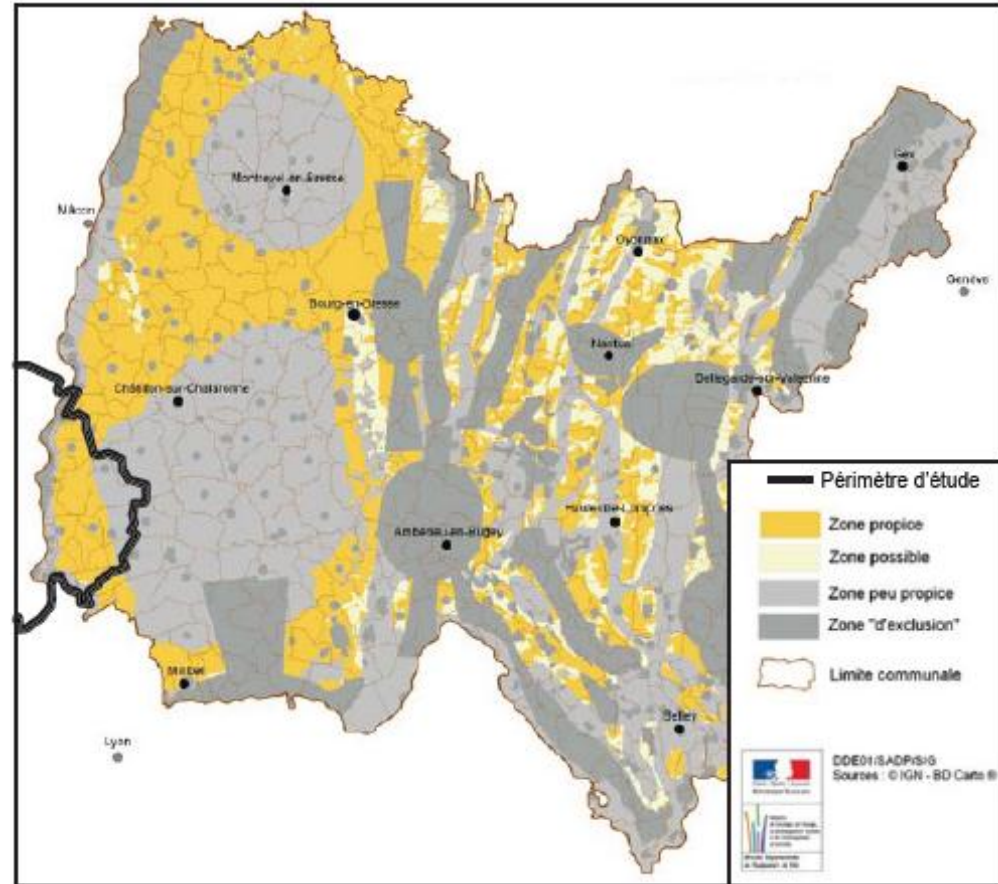 Montrevel-en-Bresse
Mâcon
Gex
Oyonnax
Genève
Bourg-en-Bresse
Nantua
Châtillon-sur-Chalaronne
Bellegarde-sur-Valserine
Ambérieu-en-Bugey
Belley
Lyon
Périmètre d'étude
Zone propice
Zone possible
Zone peu propice
Zone "d'exclusion"
Limite communale
DDE01/SADP/SIG
Sources : © IGN - BD Carto ®